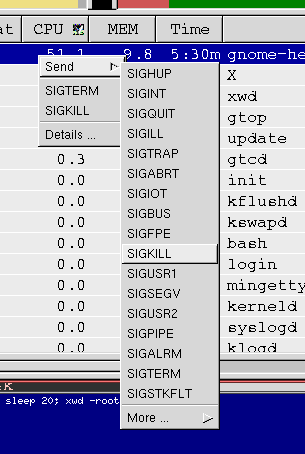 at CPU MEM Time
51.1 9.8 5:30m gnome-he
Send
SIGTERM
SIGKILL
Details ...
SIGHUP
SIGINT
SIGQUIT
SIGILL
SIGTRAP
SIGABRT
SIGIOT
SIGBUS
SIGFPE
SIGKILL
SIGUSR1
SIGSEGV
SIGUSR2
SIGPIPE
SIGALRM
SIGTERM
SIGSTKFLT
More ...
X
xwd
gtop
update
0.3 gtcd
0.0 init
0.0 kflushd
0.0 kswapd
0.0 bash
0.0 login
0.0 mingetty
0.0 kerneld
0.0 syslogd
0.0 klogd
sleep 20; xwd -root